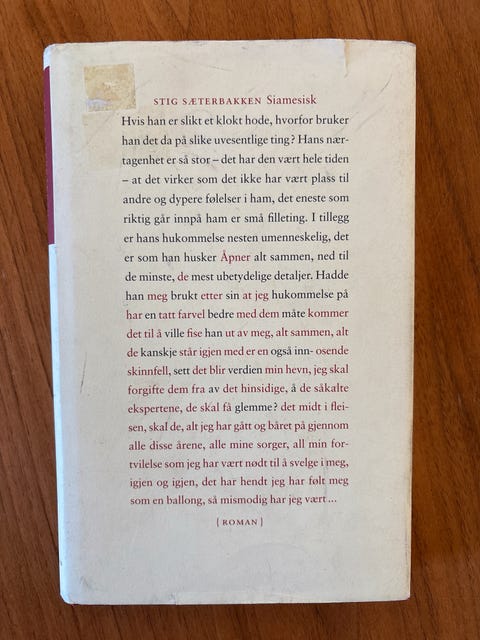 STIG SÆTERBAKKEN Siamesisk
Hvis han er slikt et klokt hode, hvorfor bruker
han det da på slike uvesentlige ting? Hans nær-
tagenhet er så stor – det har den vært hele tiden
– at det virker som det ikke har vært plass til
andre og dypere følelser i ham, det eneste som
riktig går innpå ham er små filleting. I tillegg
er hans hukommelse nesten umenneskelig, det
er som han husker Åpner alt sammen, ned til
de minste, de mest ubetydelige detaljer. Hadde
han meg brukt etter sin at jeg hukommelse på
har en tatt farvel bedre med dem måte kommer
det til å ville fise han ut av meg, alt sammen, alt
de kanskje står igjen med er en også inn- osende
skinnfell, sett det blir verdien min hevn, jeg skal
forgifte dem fra av det hinsidige, å de såkalte
ekspertene, de skal få glemme? det midt i flei-
sen, skal de, alt jeg har gått og båret på gjennom
alle disse årene, alle mine sorger, all min for-
tvilelse som jeg har vært nødt til å svelge i meg,
igjen og igjen, det har hendt jeg har følt meg
som en ballong, så mismodig har jeg vært ...
{ROMAN}